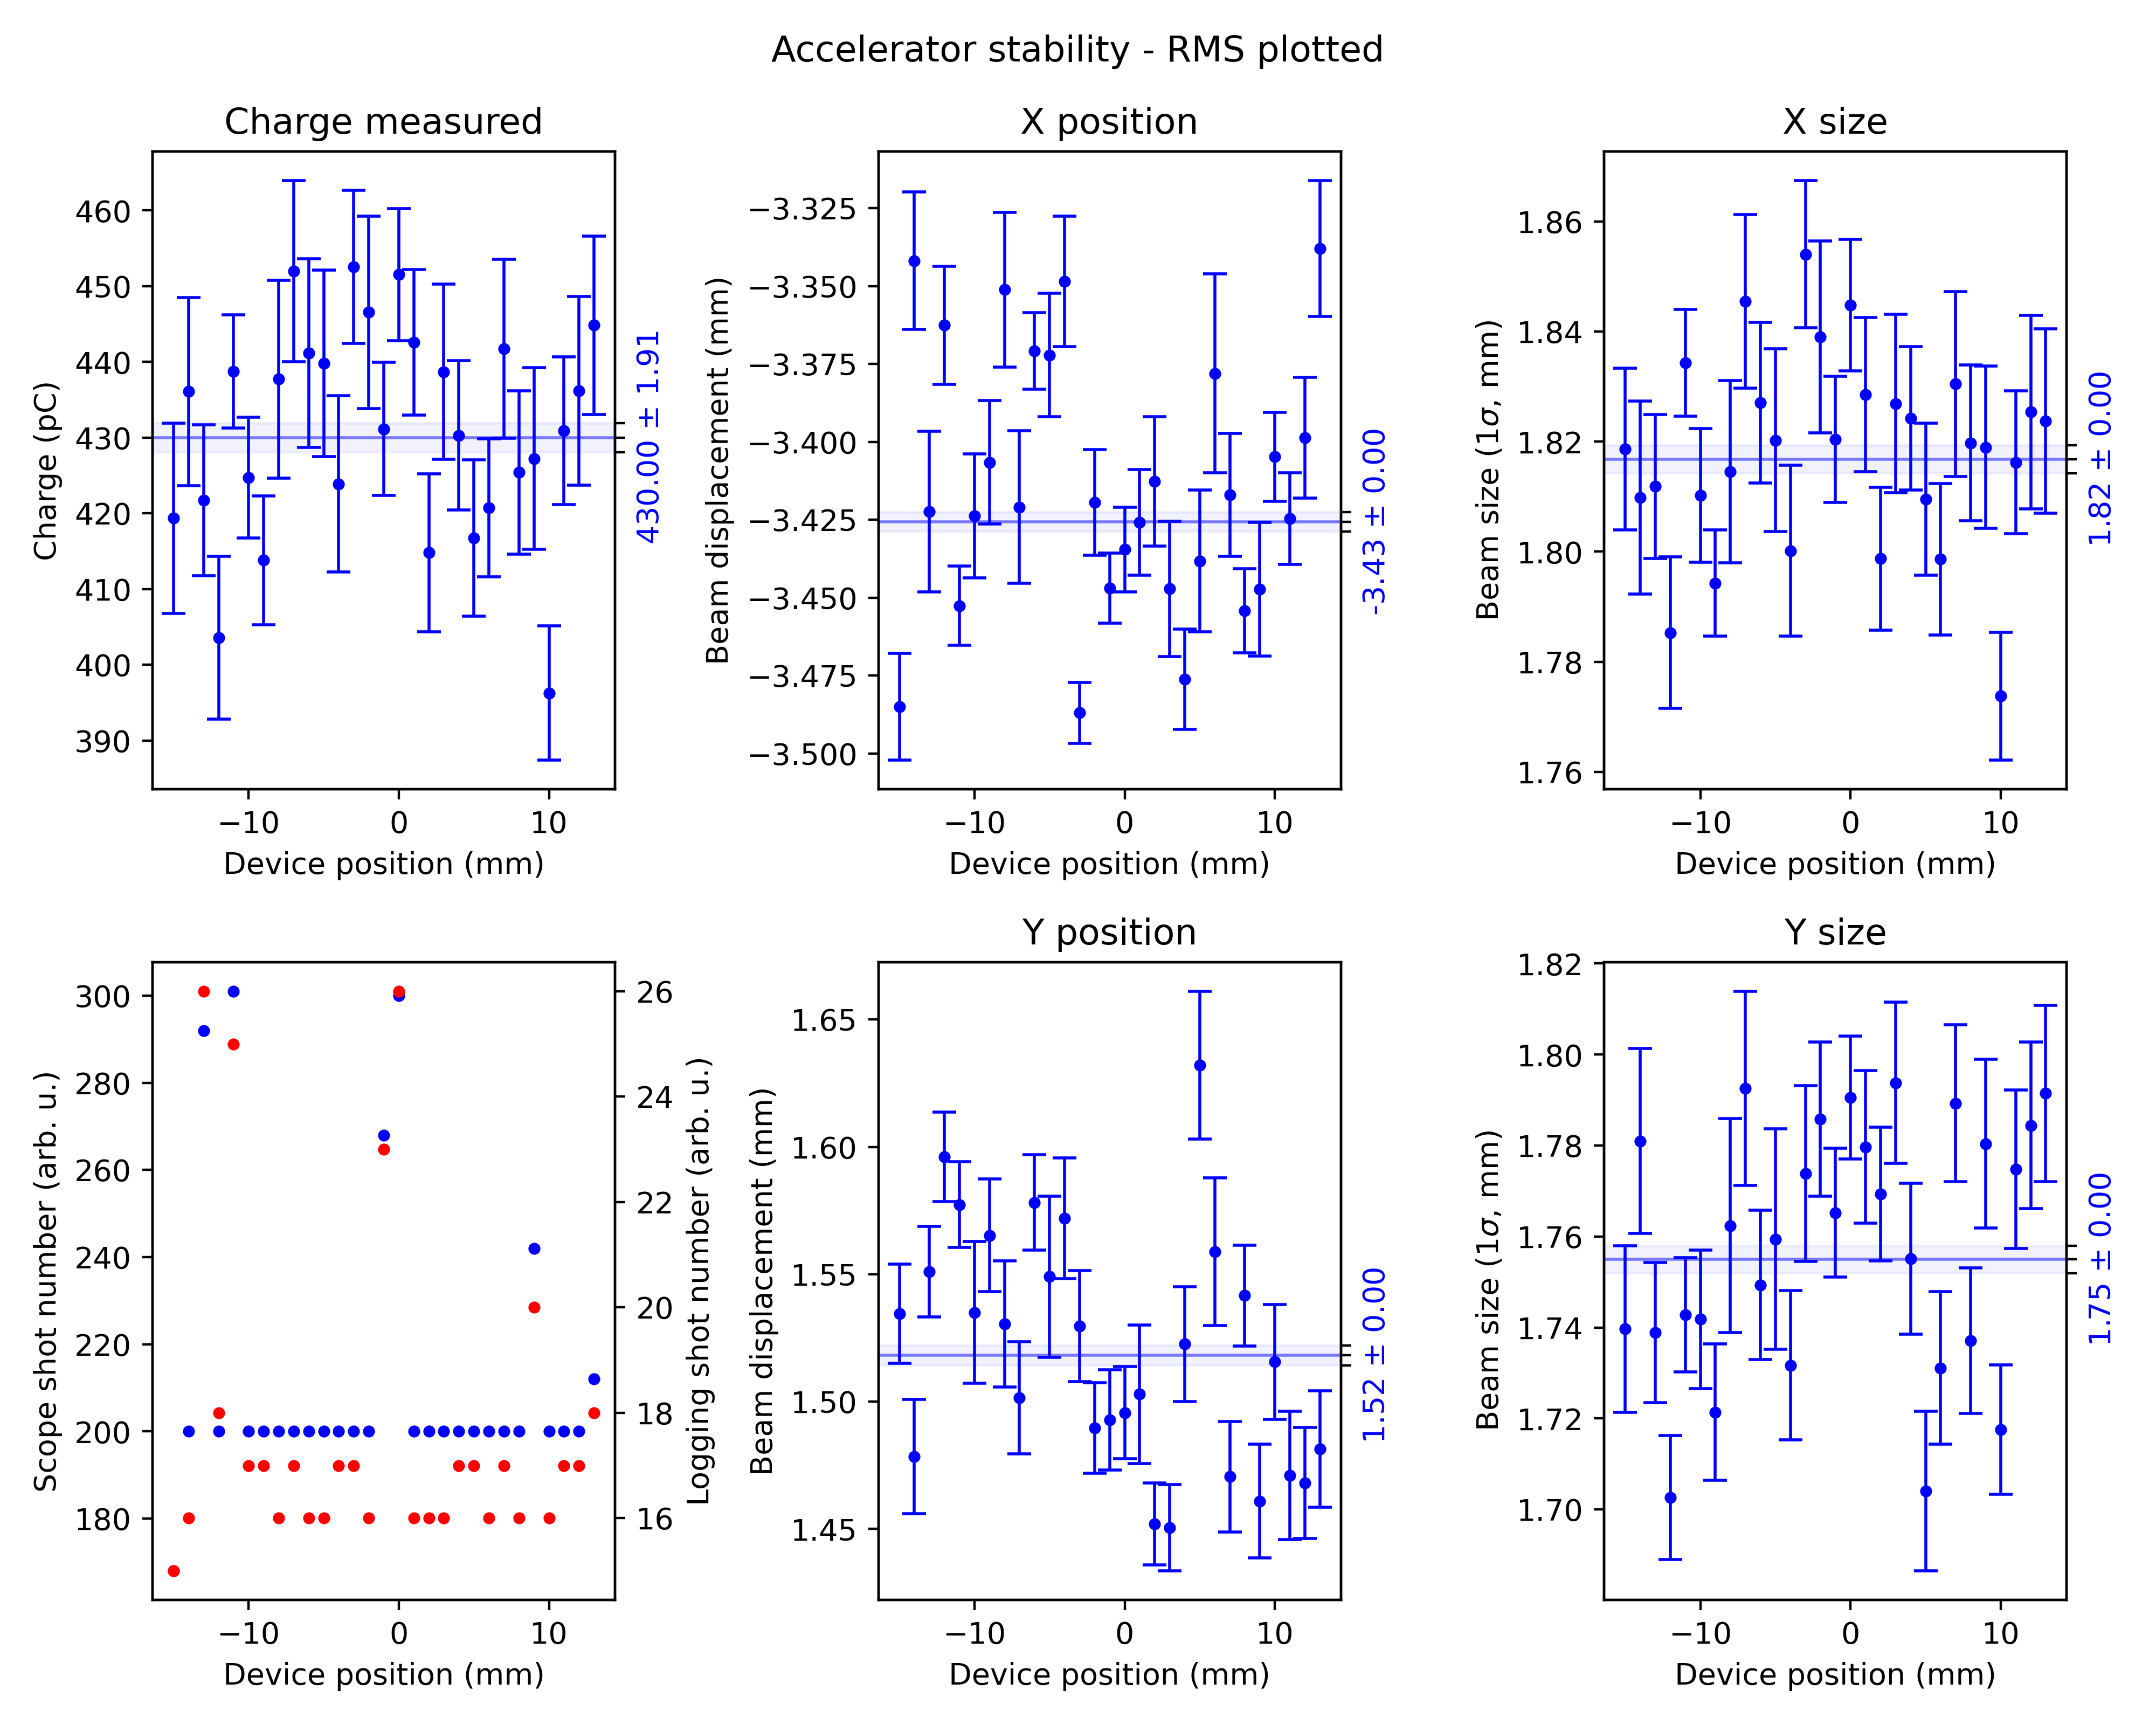 Accelerator stability - RMS plotted
Charge measured
Charge (pC)
460
450
440
430
420
410
400
390
−10 0 10
Device position (mm)
430.00 ± 1.91
X position
Beam displacement (mm)
−3.325
−3.350
−3.375
−3.400
−3.425
−3.450
−3.475
−3.500
−10 0 10
Device position (mm)
-3.43 ± 0.00
X size
Beam size (1σ, mm)
1.86
1.84
1.82
1.80
1.78
1.76
−10 0 10
Device position (mm)
1.82 ± 0.00
Scope shot number (arb. u.)
300
280
260
240
220
200
180
−10 0 10
Device position (mm)
26
24
22
20
18
16
Logging shot number (arb. u.)
Y position
Beam displacement (mm)
1.65
1.60
1.55
1.50
1.45
−10 0 10
Device position (mm)
1.52 ± 0.00
Y size
Beam size (1σ, mm)
1.82
1.80
1.78
1.76
1.74
1.72
1.70
−10 0 10
Device position (mm)
1.75 ± 0.00